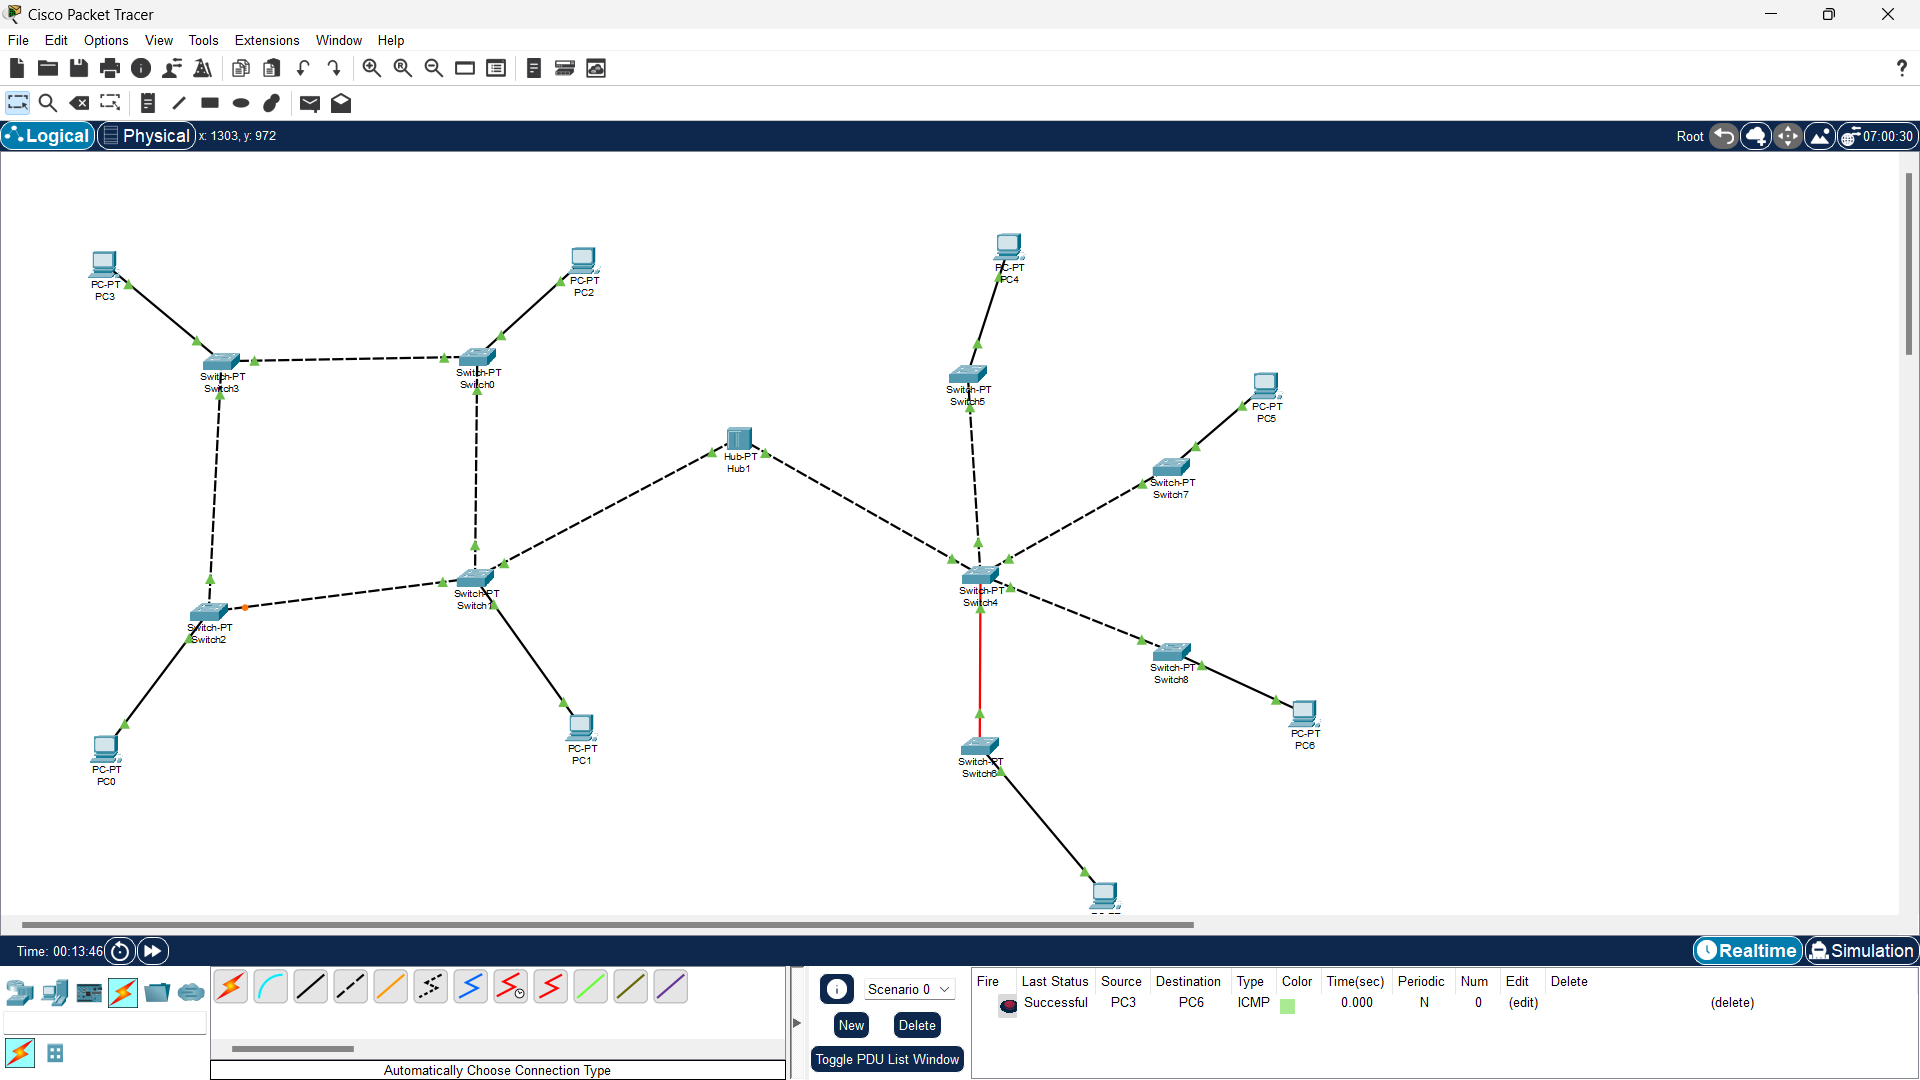 Cisco Packet Tracer
File Edit Options View Tools Extensions Window Help
?
Logical Physical x: 1303, y: 972 Root 07:00:30
PC-PT
PC3
PC-PT
PC2
PC-PT
PC4
Switch-PT
Switch3
Switch-PT
Switch0
Switch-PT
Switch5
PC-PT
PC5
Hub-PT
Hub1
Switch-PT
Switch7
Switch-PT
Switch1
Switch-PT
Switch4
Switch-PT
Switch2
Switch-PT
Switch8
PC-PT
PC6
PC-PT
PC1
Switch-PT
Switch6
PC-PT
PC0
Time: 00:13:46 Realtime Simulation
Scenario 0
New Delete
Toggle PDU List Window
Fire Last Status Source Destination Type Color Time(sec) Periodic Num Edit Delete
Successful PC3 PC6 ICMP 0.000 N 0 (edit) (delete)
Automatically Choose Connection Type